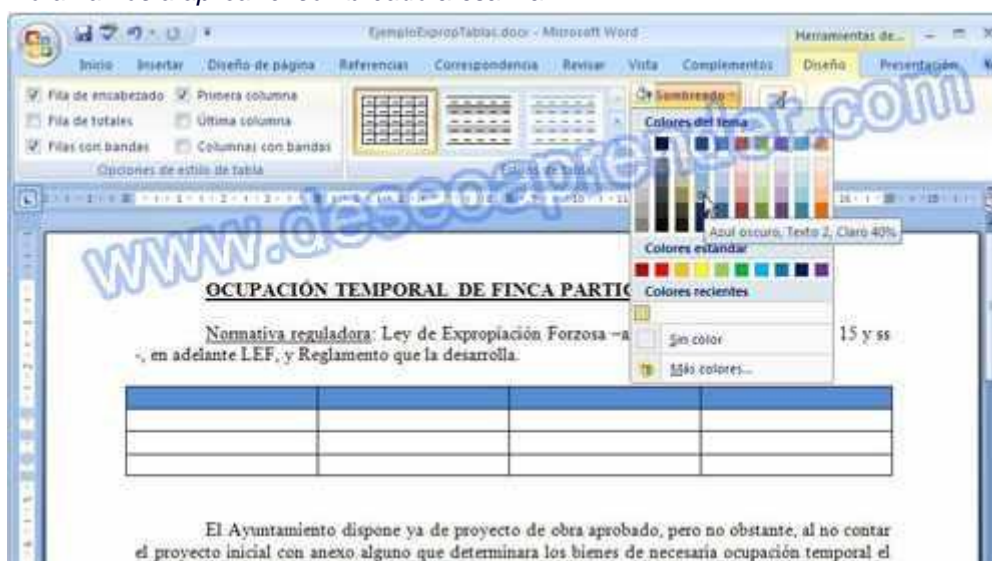 EjemploExpropTablas.docx - Microsoft Word
Herramientas de...
Inicio Insertar Diseño de página Referencias Correspondencia Revisar Vista Complementos Diseño Presentación
Fila de encabezado Primera columna
Sombreado
Fila de totales Última columna
Colores del tema
Filas con bandas Columnas con bandas
Opciones de estilo de tabla
Estilos de tabla
www.deseoaprender.com
Azul oscuro, Texto 2, Claro 40%
Colores estándar
Colores recientes
Sin color
Más colores...
OCUPACIÓN TEMPORAL DE FINCA PARTIC
Normativa reguladora: Ley de Expropiación Forzosa –a 15 y ss
-, en adelante LEF, y Reglamento que la desarrolla.
El Ayuntamiento dispone ya de proyecto de obra aprobado, pero no obstante, al no contar
el proyecto inicial con anexo alguno que determinara los bienes de necesaria ocupación temporal el